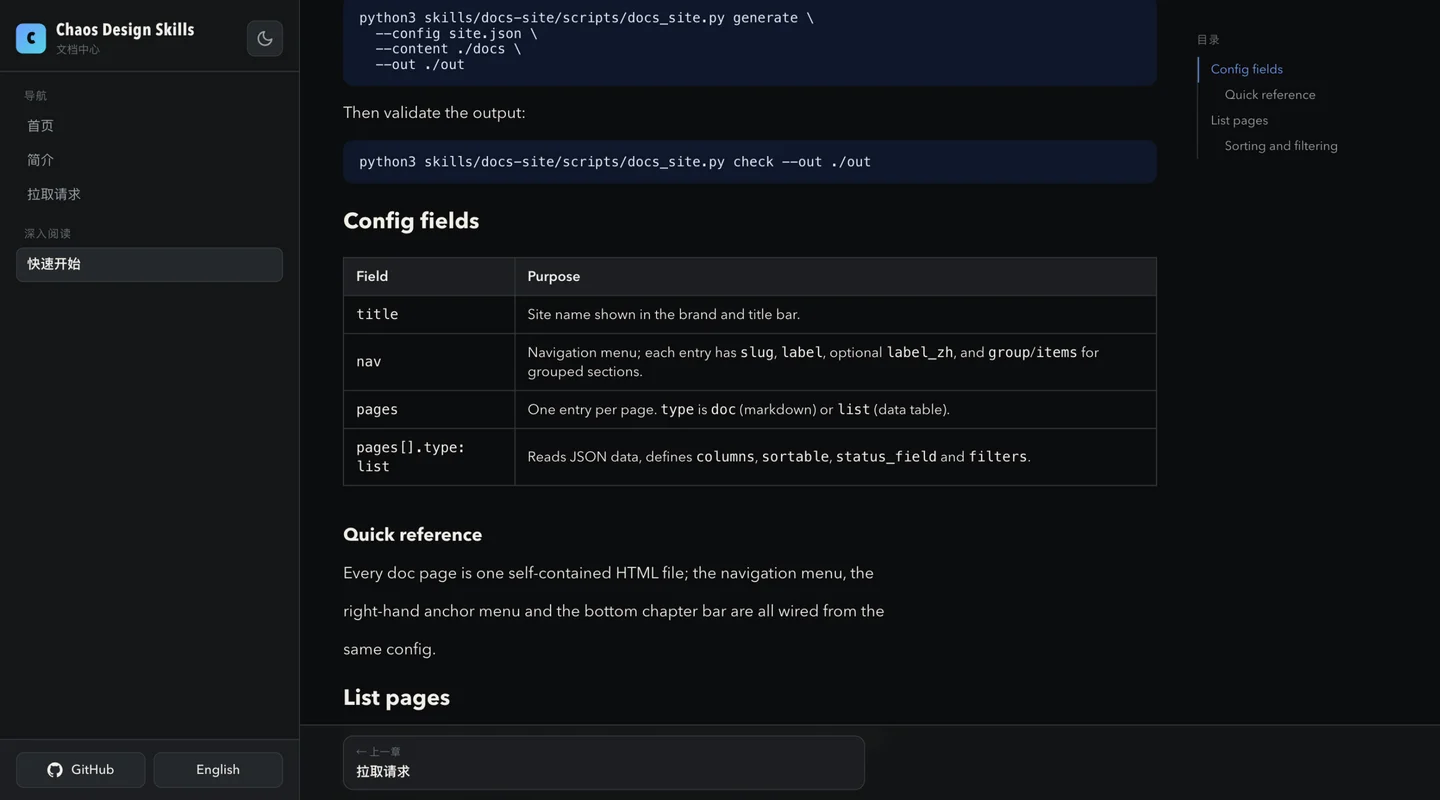 C
Chaos Design Skills
文档中心
导航
首页
简介
拉取请求
深入阅读
快速开始
GitHub
English
python3 skills/docs-site/scripts/docs_site.py generate \
--config site.json \
--content ./docs \
--out ./out
Then validate the output:
python3 skills/docs-site/scripts/docs_site.py check --out ./out
Config fields
Field
Purpose
title
Site name shown in the brand and title bar.
nav
Navigation menu; each entry has slug, label, optional label_zh, and group/items for
grouped sections.
pages
One entry per page. type is doc (markdown) or list (data table).
pages[].type:
list
Reads JSON data, defines columns, sortable, status_field and filters.
Quick reference
Every doc page is one self-contained HTML file; the navigation menu, the
right-hand anchor menu and the bottom chapter bar are all wired from the
same config.
List pages
← 上一章
拉取请求
目录
Config fields
Quick reference
List pages
Sorting and filtering